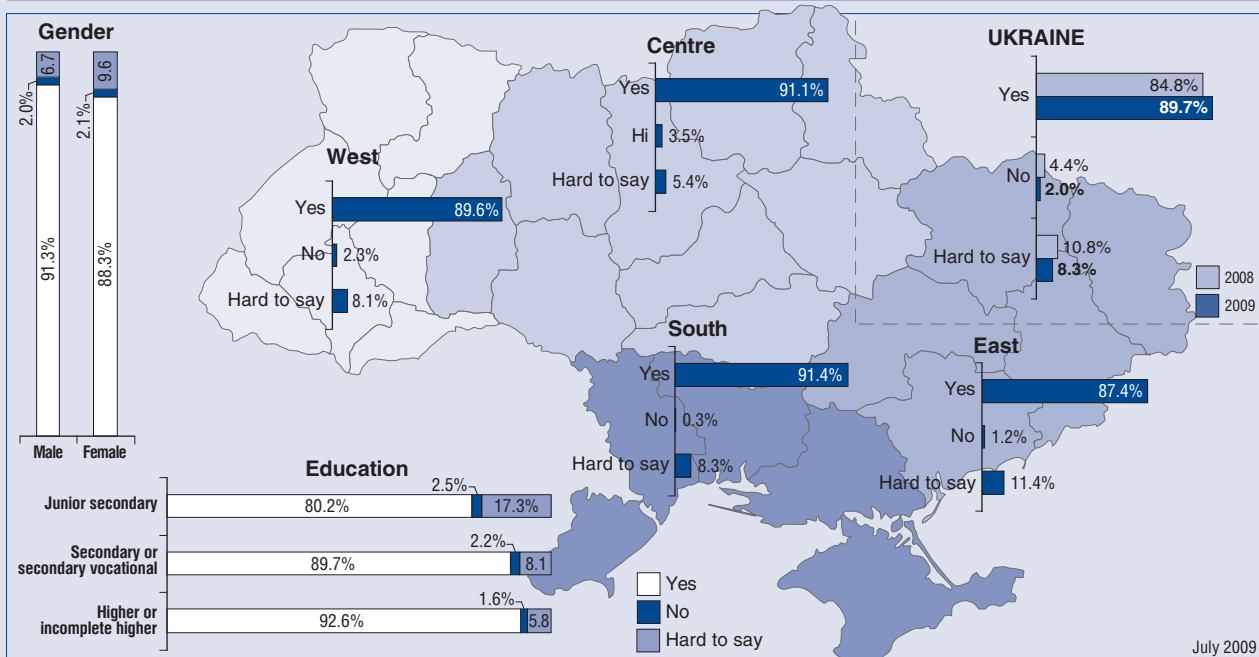 Gender
6.7
2.0%
91.3%
Male
9.6
2.1%
88.3%
Female
West
Yes
89.6%
No
2.3%
Hard to say
8.1%
Centre
Yes
91.1%
Hi
3.5%
Hard to say
5.4%
UKRAINE
Yes
84.8%
89.7%
No
4.4%
2.0%
Hard to say
10.8%
8.3%
2008
2009
South
Yes
91.4%
No
0.3%
Hard to say
8.3%
East
Yes
87.4%
No
1.2%
Hard to say
11.4%
Education
Junior secondary
80.2%
2.5%
17.3%
Secondary or
secondary vocational
89.7%
2.2%
8.1
Higher or
incomplete higher
92.6%
1.6%
5.8
Yes
No
Hard to say
July 2009